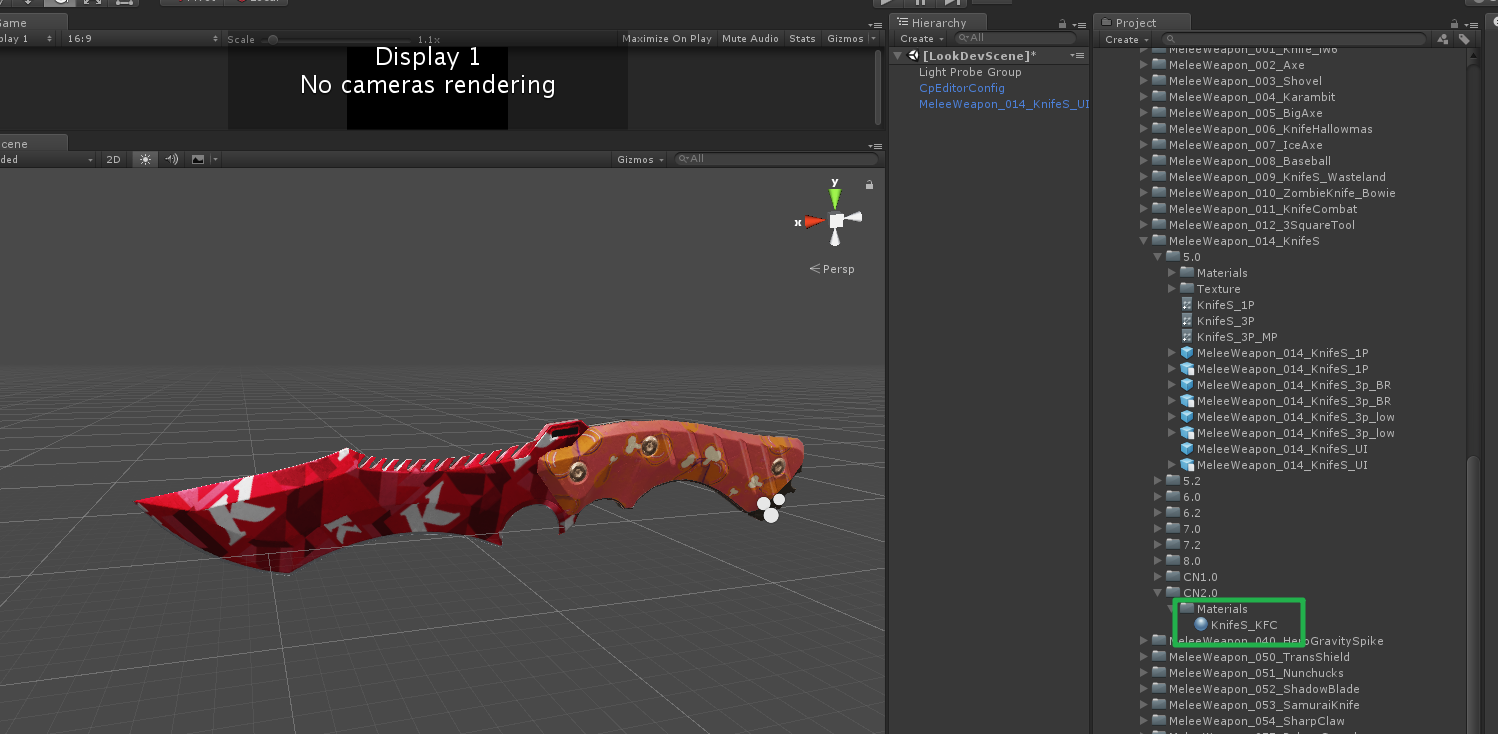 Game
Play 1
16:9
Scale
1.1x
Maximize On Play
Mute Audio
Stats
Gizmos
Display 1
No cameras rendering
Scene
2D
Gizmos
All
y
x
Persp
K
K
K
Hierarchy
Create
All
[LookDevScene]*
Light Probe Group
CpEditorConfig
MeleeWeapon_014_KnifeS_UI
Project
Create
MeleeWeapon_001_Knife_Iw6
MeleeWeapon_002_Axe
MeleeWeapon_003_Shovel
MeleeWeapon_004_Karambit
MeleeWeapon_005_BigAxe
MeleeWeapon_006_KnifeHallowmas
MeleeWeapon_007_IceAxe
MeleeWeapon_008_Baseball
MeleeWeapon_009_KnifeS_Wasteland
MeleeWeapon_010_ZombieKnife_Bowie
MeleeWeapon_011_KnifeCombat
MeleeWeapon_012_3SquareTool
MeleeWeapon_014_KnifeS
5.0
Materials
Texture
KnifeS_1P
KnifeS_3P
KnifeS_3P_MP
MeleeWeapon_014_KnifeS_1P
MeleeWeapon_014_KnifeS_1P
MeleeWeapon_014_KnifeS_3p_BR
MeleeWeapon_014_KnifeS_3p_BR
MeleeWeapon_014_KnifeS_3p_low
MeleeWeapon_014_KnifeS_3p_low
MeleeWeapon_014_KnifeS_UI
MeleeWeapon_014_KnifeS_UI
5.2
6.0
6.2
7.0
7.2
8.0
CN1.0
CN2.0
Materials
KnifeS_KFC
MeleeWeapon_040_HeroGravitySpike
MeleeWeapon_050_TransShield
MeleeWeapon_051_Nunchucks
MeleeWeapon_052_ShadowBlade
MeleeWeapon_053_SamuraiKnife
MeleeWeapon_054_SharpClaw